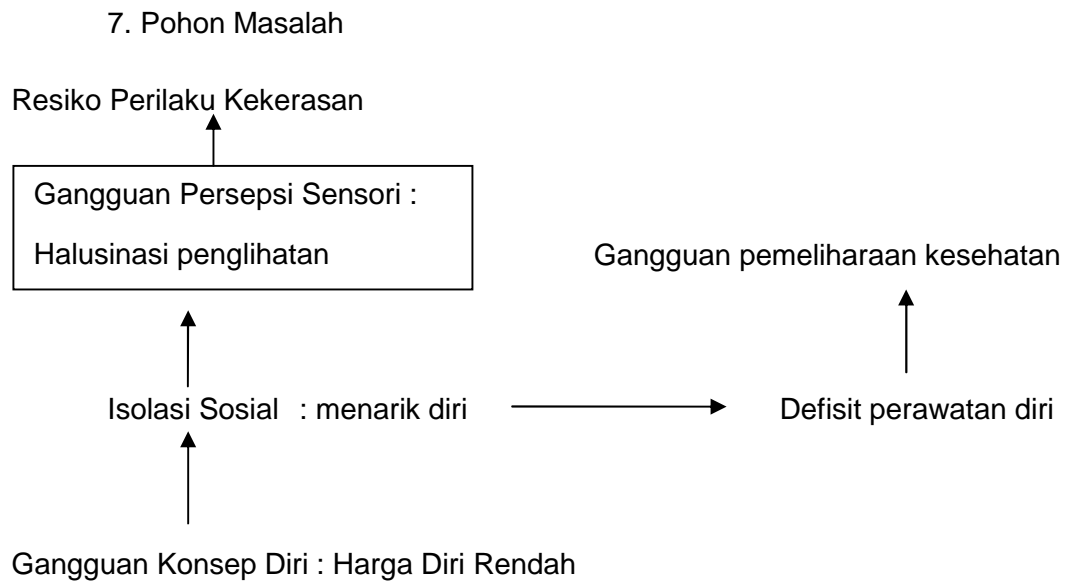 7. Pohon Masalah
Resiko Perilaku Kekerasan
Gangguan Persepsi Sensori :
Halusinasi penglihatan
Gangguan pemeliharaan kesehatan
Isolasi Sosial : menarik diri
Defisit perawatan diri
Gangguan Konsep Diri : Harga Diri Rendah